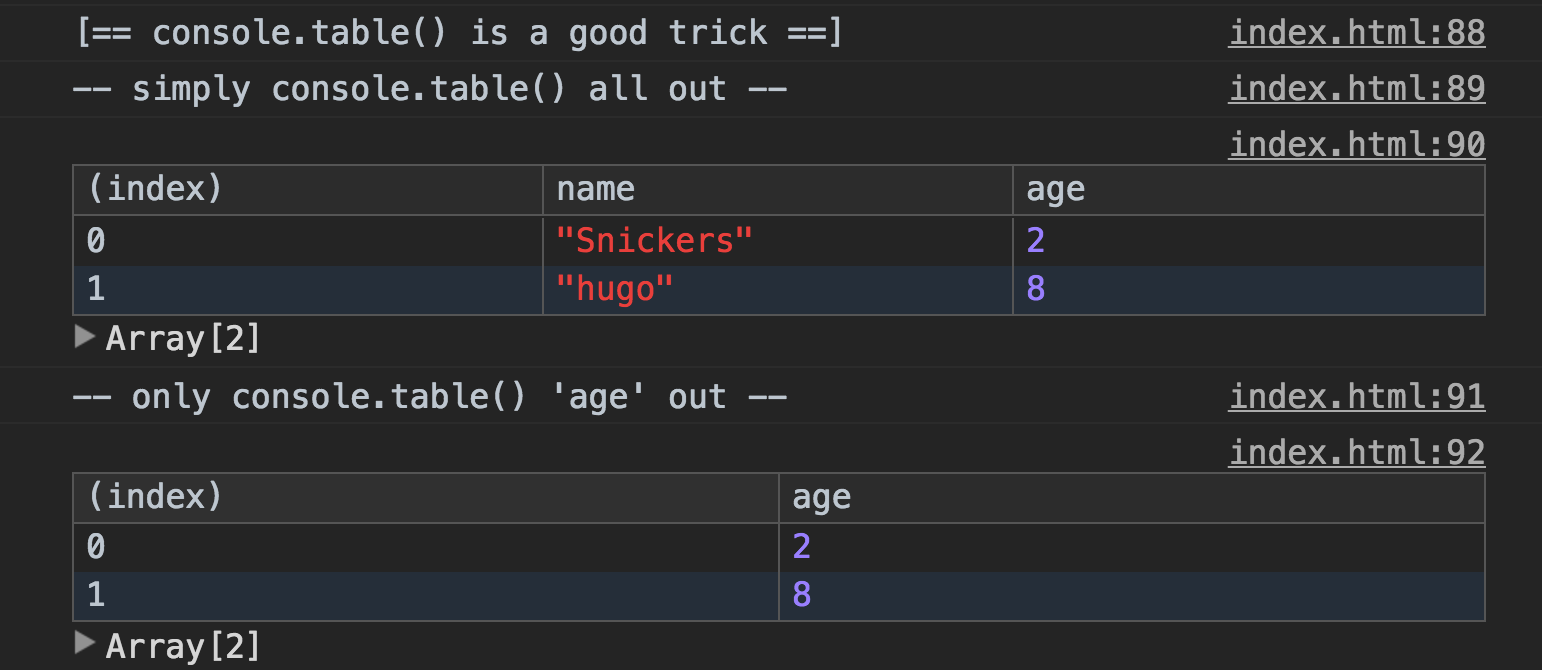 [== console.table() is a good trick ==] index.html:88
-- simply console.table() all out -- index.html:89
index.html:90
(index) name age
0 "Snickers" 2
1 "hugo" 8
Array[2]
-- only console.table() 'age' out -- index.html:91
index.html:92
(index) age
0 2
1 8
Array[2]